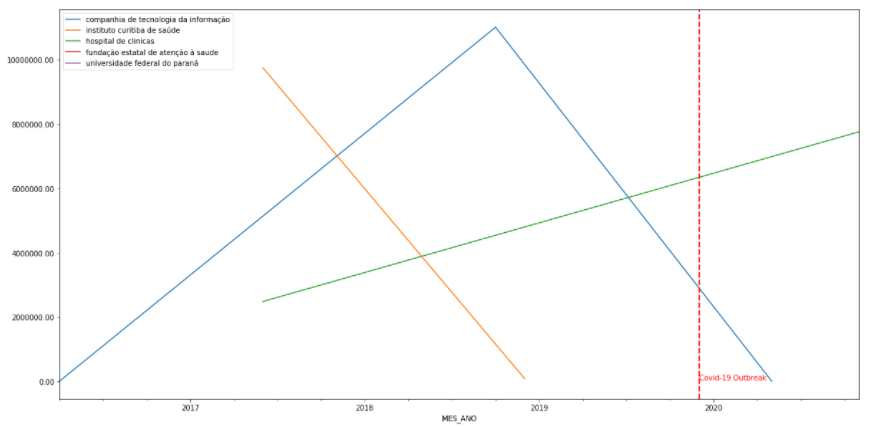 companhia de tecnologia da informação
instituto curitiba de saúde
hospital de clinicas
fundação estatal de atenção à saude
universidade federal do paraná
10000000.00
8000000.00
6000000.00
4000000.00
2000000.00
0.00
Covid-19 Outbreak
2017 2018 2019 2020
MES_ANO